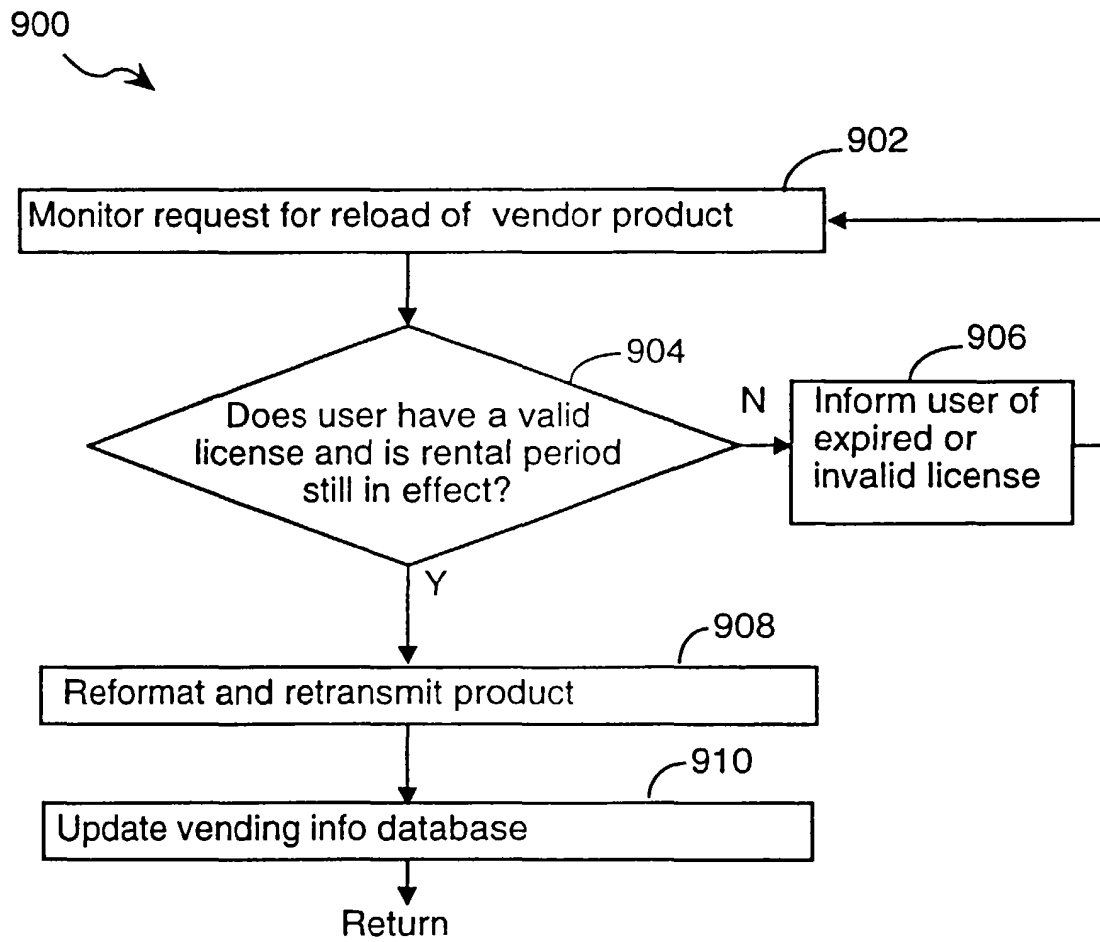 900
902
Monitor request for reload of vendor product
904
906
Does user have a valid
license and is rental period
still in effect?
N
Inform user of
expired or
invalid license
Y
908
Reformat and retransmit product
910
Update vending info database
Return